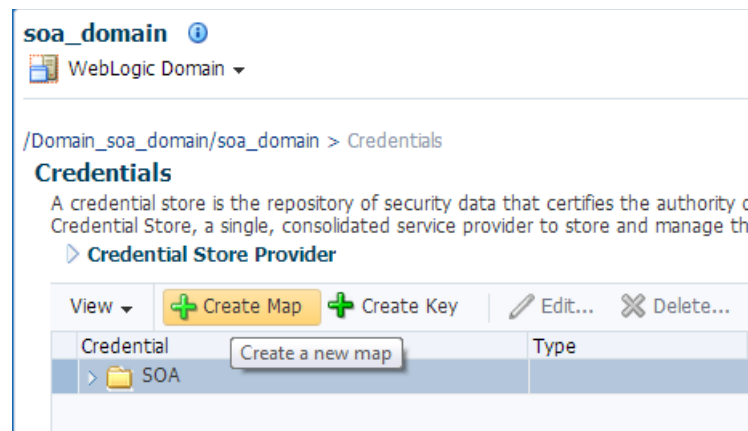 soa_domain
WebLogic Domain
/Domain_soa_domain/soa_domain > Credentials
Credentials
A credential store is the repository of security data that certifies the authority
Credential Store, a single, consolidated service provider to store and manage
Credential Store Provider
View Create Map Create Key Edit... Delete...
Credential Type
Create a new map
SOA